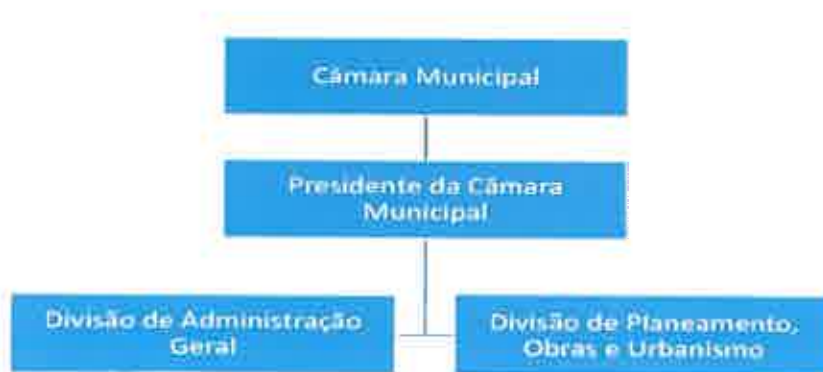 Câmara Municipal
Presidente da Câmara
Municipal
Divisão de Administração
Geral
Divisão de Planeamento,
Obras e Urbanismo